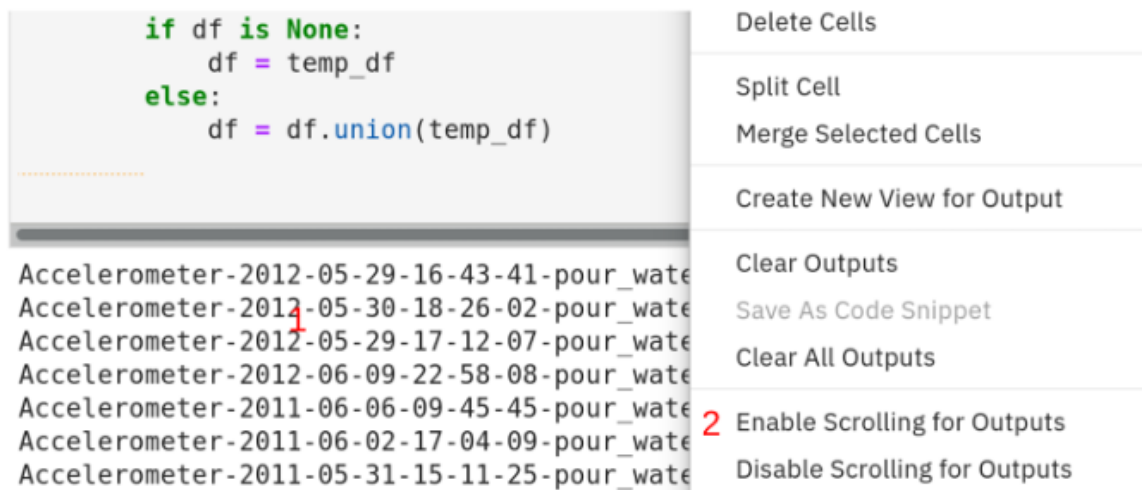 if df is None:
df = temp_df
else:
df = df.union(temp_df)
Accelerometer-2012-05-29-16-43-41-pour_wate
Accelerometer-2012-05-30-18-26-02-pour_wate
1
Accelerometer-2012-05-29-17-12-07-pour_wate
Accelerometer-2012-06-09-22-58-08-pour_wate
Accelerometer-2011-06-06-09-45-45-pour_wate
Accelerometer-2011-06-02-17-04-09-pour_wate
Accelerometer-2011-05-31-15-11-25-pour_wate
Delete Cells
Split Cell
Merge Selected Cells
Create New View for Output
Clear Outputs
Save As Code Snippet
Clear All Outputs
2 Enable Scrolling for Outputs
Disable Scrolling for Outputs